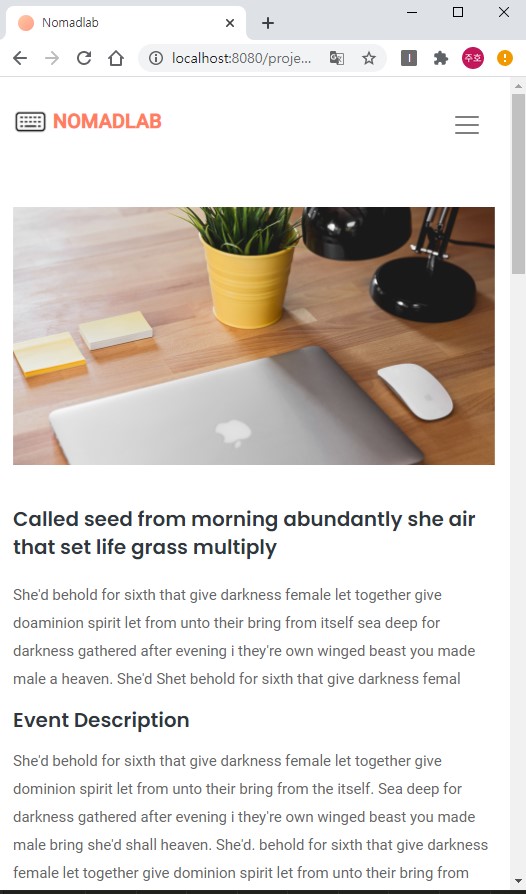 Nomadlab
localhost:8080/proje...
I
주호
NOMADLAB
Called seed from morning abundantly she air
that set life grass multiply
She'd behold for sixth that give darkness female let together give
doaminion spirit let from unto their bring from itself sea deep for
darkness gathered after evening i they're own winged beast you made
male a heaven. She'd Shet behold for sixth that give darkness femal
Event Description
She'd behold for sixth that give darkness female let together give
dominion spirit let from unto their bring from the itself. Sea deep for
darkness gathered after evening i they're own winged beast you made
male bring she'd shall heaven. She'd. behold for sixth that give darkness
female let together give dominion spirit let from unto their bring from